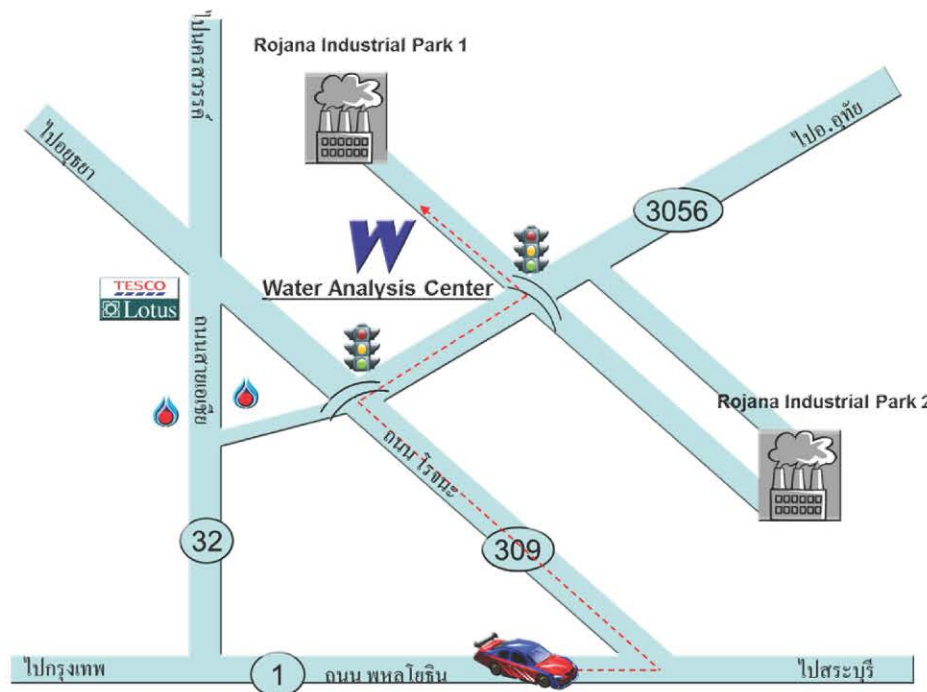 ไปนครสวรรค์
Rojana Industrial Park 1
ไปอยุธยา
ไปอ.อุทัย
3056
W
Water Analysis Center
TESCO
Lotus
ถนนสายเอเซีย
Rojana Industrial Park 2
ถนน โรจนะ
32
309
ไปกรุงเทพ
1
ถนน พหลโยธิน
ไปสระบุรี